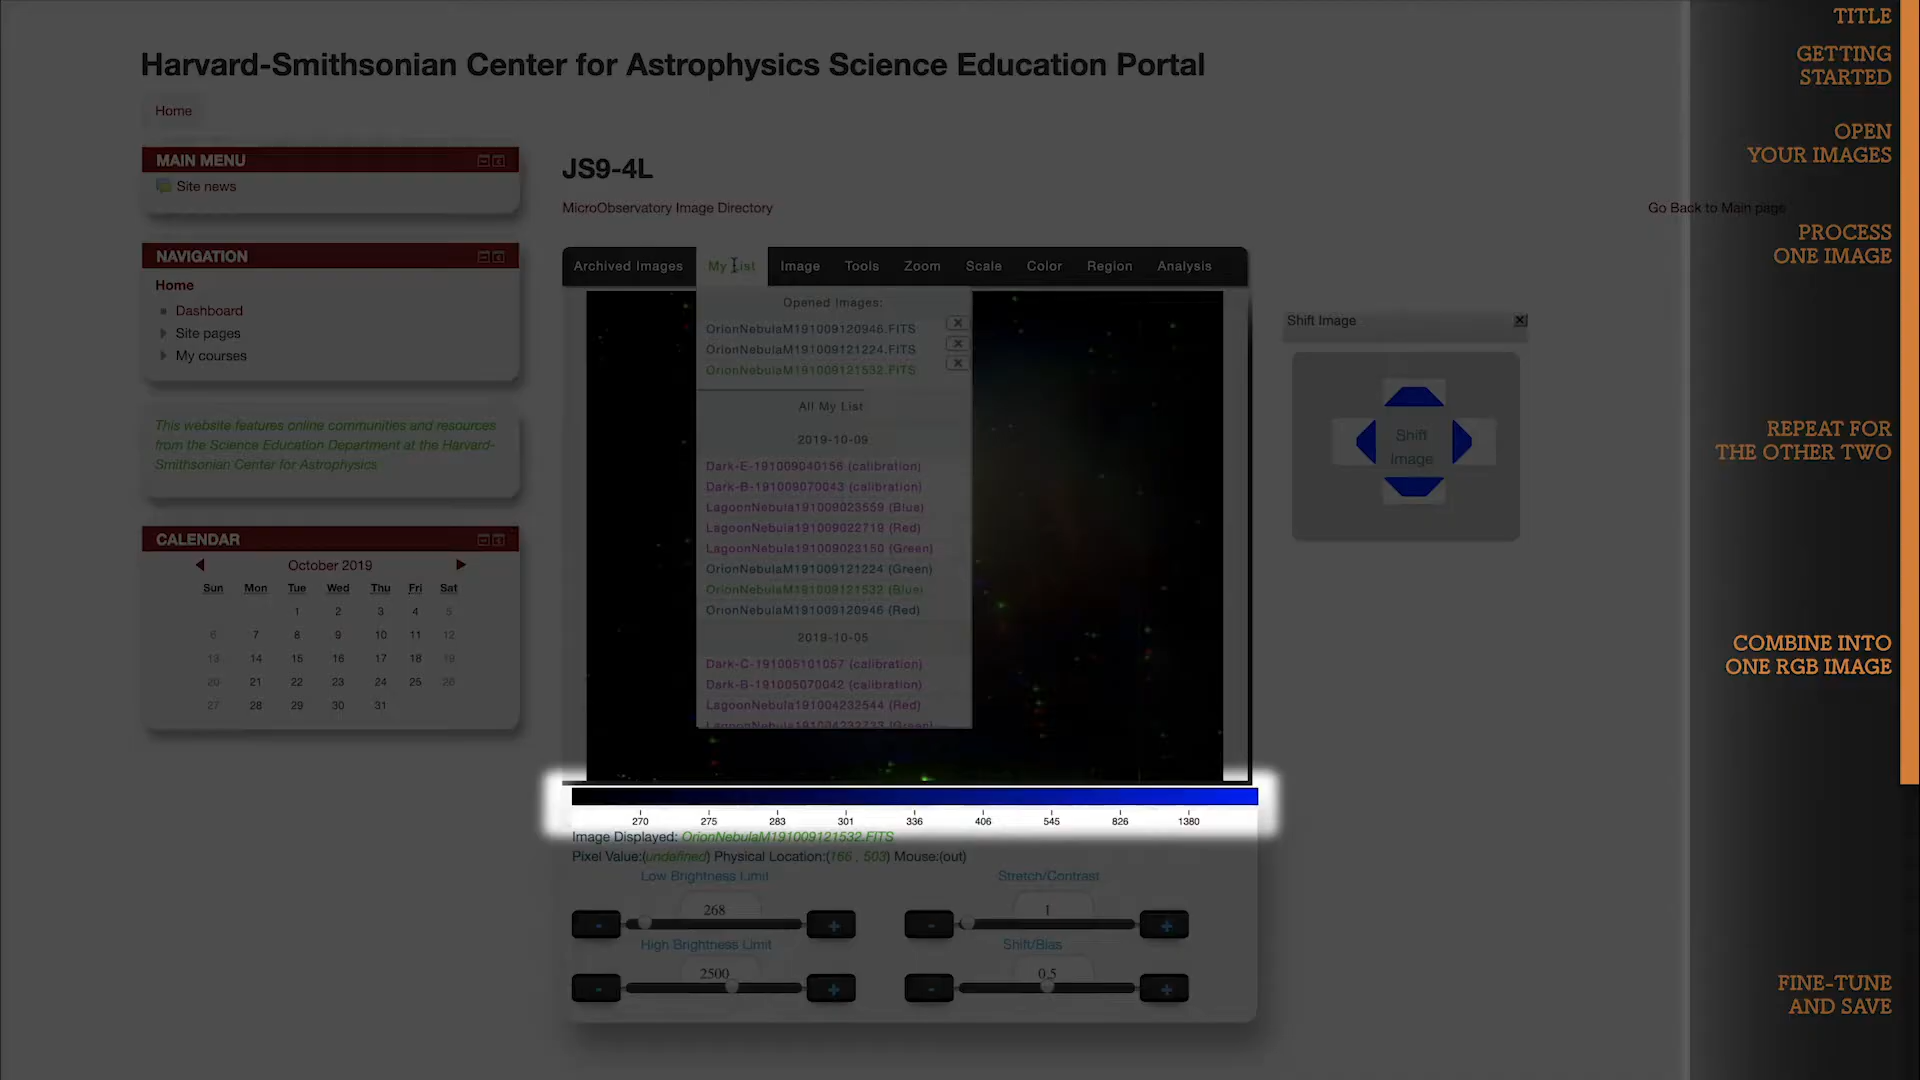 Harvard-Smithsonian Center for Astrophysics Science Education Portal
Home
MAIN MENU
Site news
NAVIGATION
Home
Dashboard
Site pages
My courses
This website features online communities and resources
from the Science Education Department at the Harvard-
Smithsonian Center for Astrophysics
CALENDAR
October 2019
Sun Mon Tue Wed Thu Fri Sat
1 2 3 4 5
6 7 8 9 10 11 12
13 14 15 16 17 18 19
20 21 22 23 24 25 26
27 28 29 30 31
JS9-4L
MicroObservatory Image Directory
Go Back to Main page
Archived Images My List Image Tools Zoom Scale Color Region Analysis
Opened Images:
OrionNebulaM191009120946.FITS
OrionNebulaM191009121224.FITS
OrionNebulaM191009121532.FITS
All My List
2019-10-09
Dark-E-191009040156 (calibration)
Dark-B-191009070043 (calibration)
LagoonNebula191009023559 (Blue)
LagoonNebula191009022719 (Red)
LagoonNebula191009023150 (Green)
OrionNebulaM191009121224 (Green)
OrionNebulaM191009121532 (Blue)
OrionNebulaM191009120946 (Red)
2019-10-05
Dark-C-191005101057 (calibration)
Dark-B-191005070042 (calibration)
LagoonNebula191004232544 (Red)
LagoonNebula191004232733 (Green)
270 275 283 301 336 406 545 826 1380
Image Displayed: OrionNebulaM191009121532.FITS
Pixel Value:(undefined) Physical Location:(166 , 503) Mouse:(out)
Low Brightness Limit
- 268 +
High Brightness Limit
- 2500 +
Stretch/Contrast
- 1 +
Shift/Bias
- 0.5 +
Shift Image
Shift
Image
TITLE
GETTING
STARTED
OPEN
YOUR IMAGES
PROCESS
ONE IMAGE
REPEAT FOR
THE OTHER TWO
COMBINE INTO
ONE RGB IMAGE
FINE-TUNE
AND SAVE